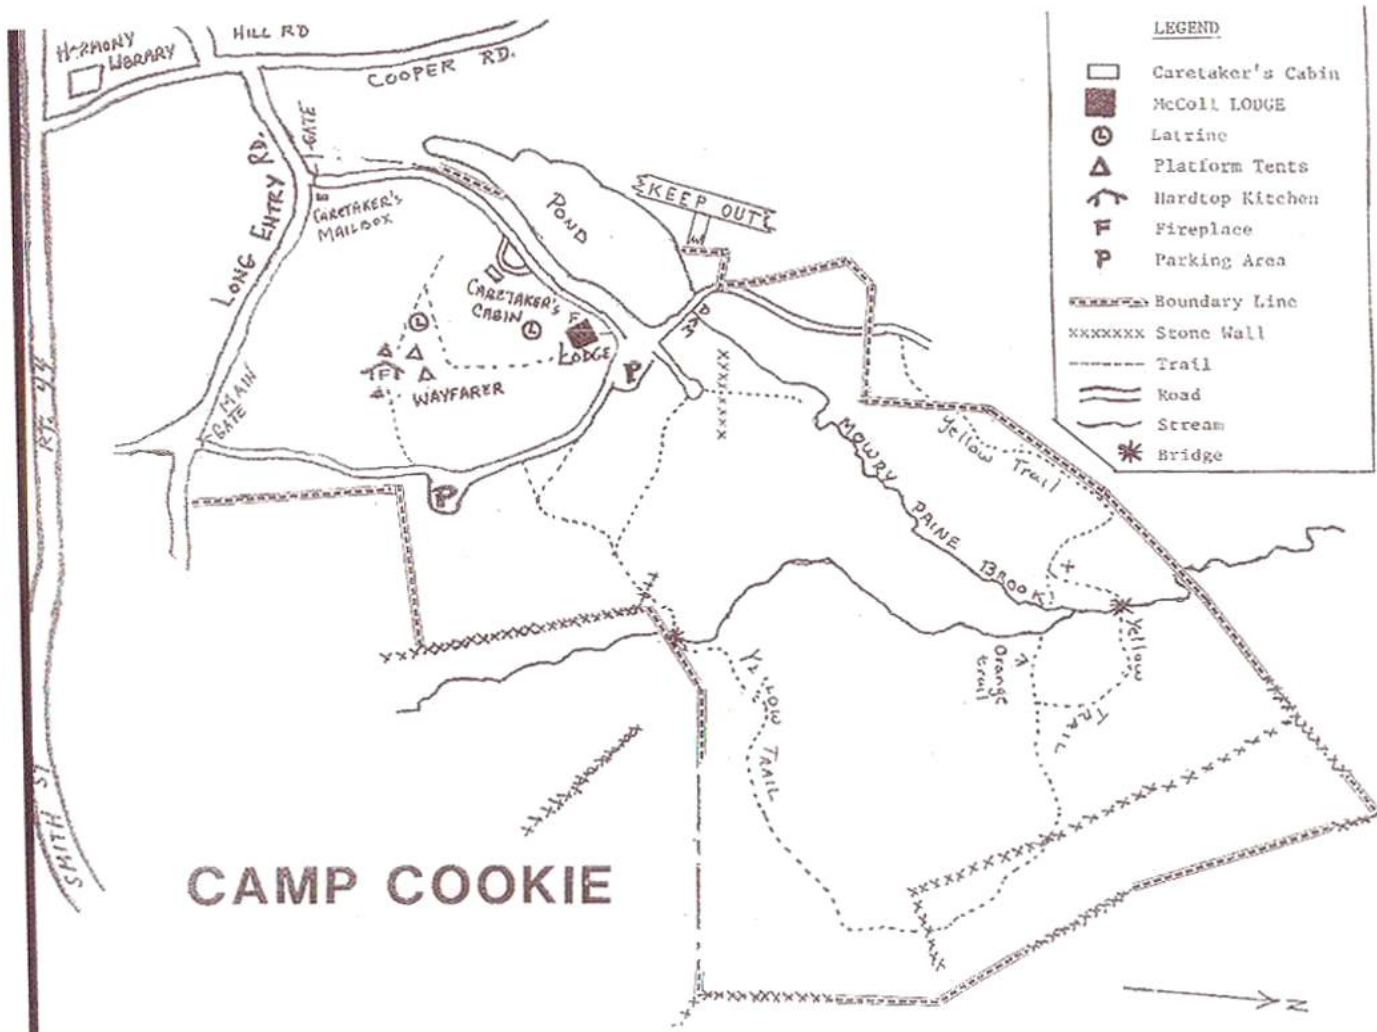 HARMONY
LIBRARY
HILL RD
COOPER RD.
GATE
LONG ENTRY RD.
CARETAKER'S
MAILBOX
POND
KEEP OUT
CARETAKER'S
CABIN
L
L
F
LODGE
DAM
P
F
WAYFARER
MAIN
GATE
P
RT. 44
SMITH ST
MOWRY PAINE BROOK
Yellow Trail
Yellow
TRAIL
Orange
trail
YELLOW TRAIL
CAMP COOKIE
N
LEGEND
Caretaker's Cabin
McColl LODGE
L Latrine
Platform Tents
Hardtop Kitchen
F Fireplace
P Parking Area
Boundary Line
xxxxxxx Stone Wall
Trail
Road
Stream
Bridge